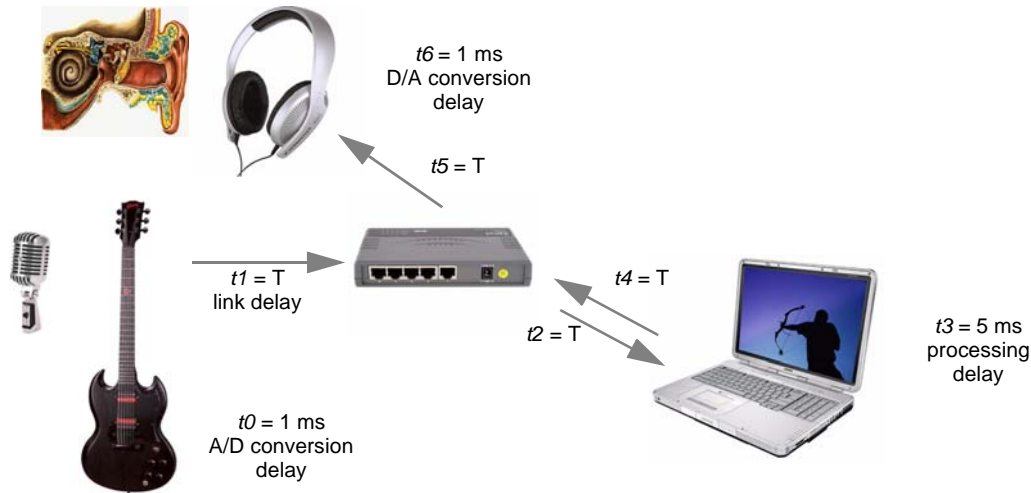 t6 = 1 ms
D/A conversion
delay
t5 = T
t1 = T
link delay
t4 = T
t2 = T
t3 = 5 ms
processing
delay
t0 = 1 ms
A/D conversion
delay